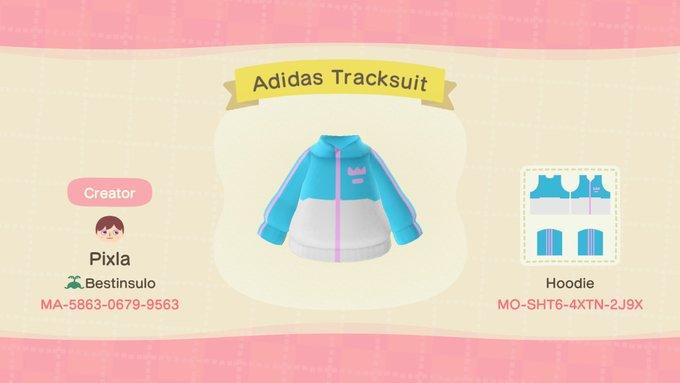 Adidas Tracksuit
Creator
Pixla
Bestinsulo
MA-5863-0679-9563
Hoodie
MO-SHT6-4XTN-2J9X